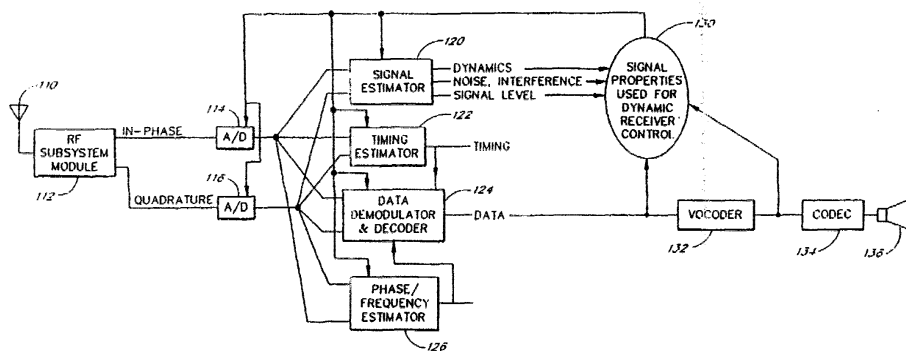 110
RF
SUBSYSTEM
MODULE
112
IN-PHASE
QUADRATURE
114
A/D
116
A/D
120
SIGNAL
ESTIMATOR
DYNAMICS
NOISE, INTERFERENCE
SIGNAL LEVEL
122
TIMING
ESTIMATOR
TIMING
124
DATA
DEMODULATOR
& DECODER
DATA
PHASE/
FREQUENCY
ESTIMATOR
126
130
SIGNAL
PROPERTIES
USED FOR
DYNAMIC
RECEIVER
CONTROL
VOCODER
132
CODEC
134
136